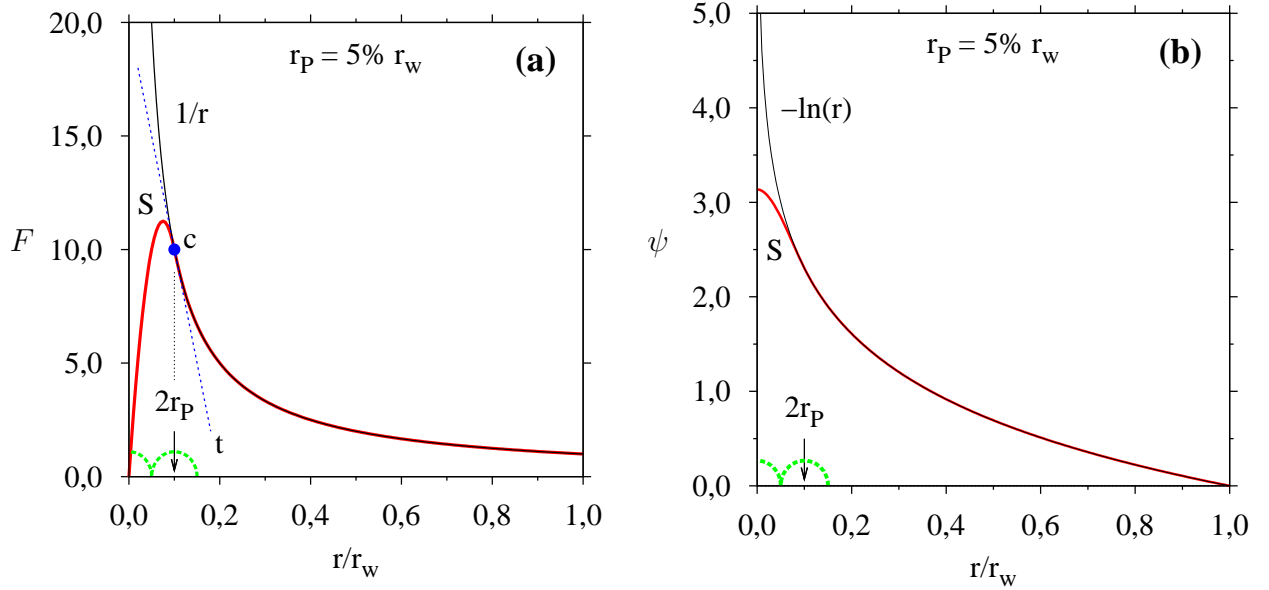 20,0
15,0
10,0
5,0
0,0
F
r_P = 5% r_w
(a)
1/r
S
c
2r_P
t
0,0 0,2 0,4 0,6 0,8 1,0
r/r_w
5,0
4,0
3,0
2,0
1,0
0,0
ψ
r_P = 5% r_w
(b)
−ln(r)
S
2r_P
0,0 0,2 0,4 0,6 0,8 1,0
r/r_w